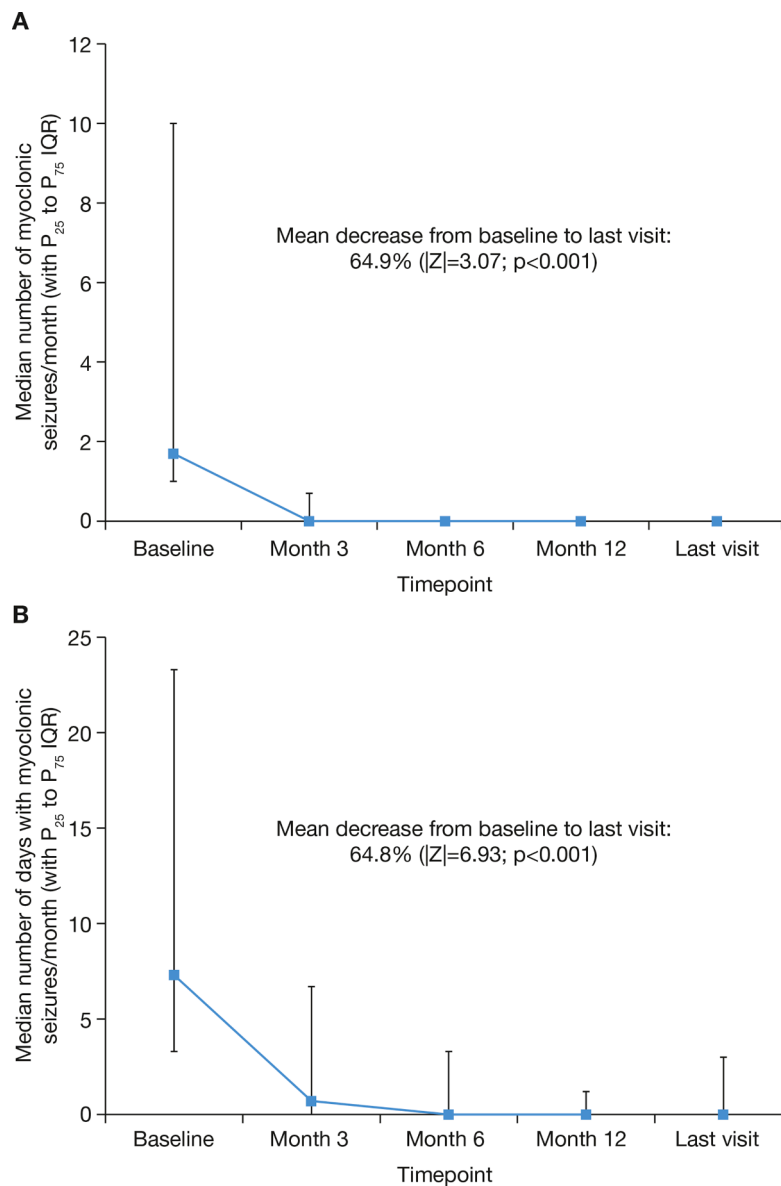 A
12
10
8
6
4
2
0
Median number of myoclonic
seizures/month (with P25 to P75 IQR)
Mean decrease from baseline to last visit:
64.9% (|Z|=3.07; p<0.001)
Baseline Month 3 Month 6 Month 12 Last visit
Timepoint
B
25
20
15
10
5
0
Median number of days with myoclonic
seizures/month (with P25 to P75 IQR)
Mean decrease from baseline to last visit:
64.8% (|Z|=6.93; p<0.001)
Baseline Month 3 Month 6 Month 12 Last visit
Timepoint